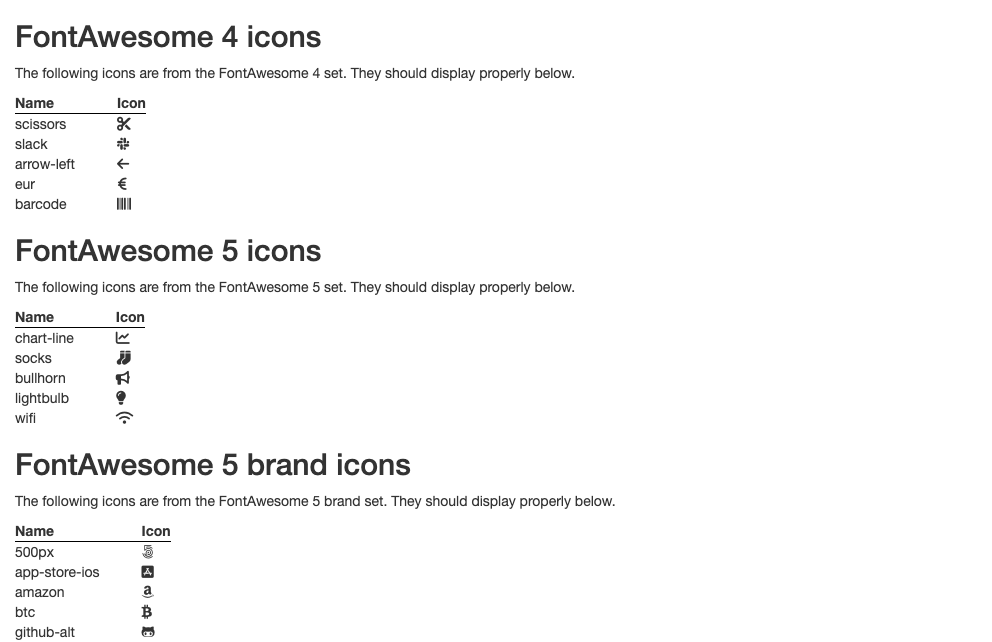 FontAwesome 4 icons
The following icons are from the FontAwesome 4 set. They should display properly below.
Name Icon
scissors
slack
arrow-left
eur €
barcode
FontAwesome 5 icons
The following icons are from the FontAwesome 5 set. They should display properly below.
Name Icon
chart-line
socks
bullhorn
lightbulb
wifi
FontAwesome 5 brand icons
The following icons are from the FontAwesome 5 brand set. They should display properly below.
Name Icon
500px
app-store-ios
amazon
btc
github-alt